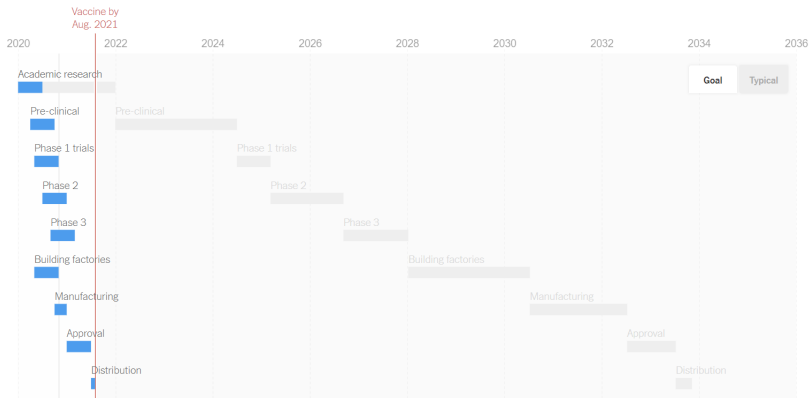 Vaccine by
Aug. 2021
2020 2022 2024 2026 2028 2030 2032 2034 2036
Academic research
Goal Typical
Pre-clinical Pre-clinical
Phase 1 trials Phase 1 trials
Phase 2 Phase 2
Phase 3 Phase 3
Building factories Building factories
Manufacturing Manufacturing
Approval Approval
Distribution Distribution